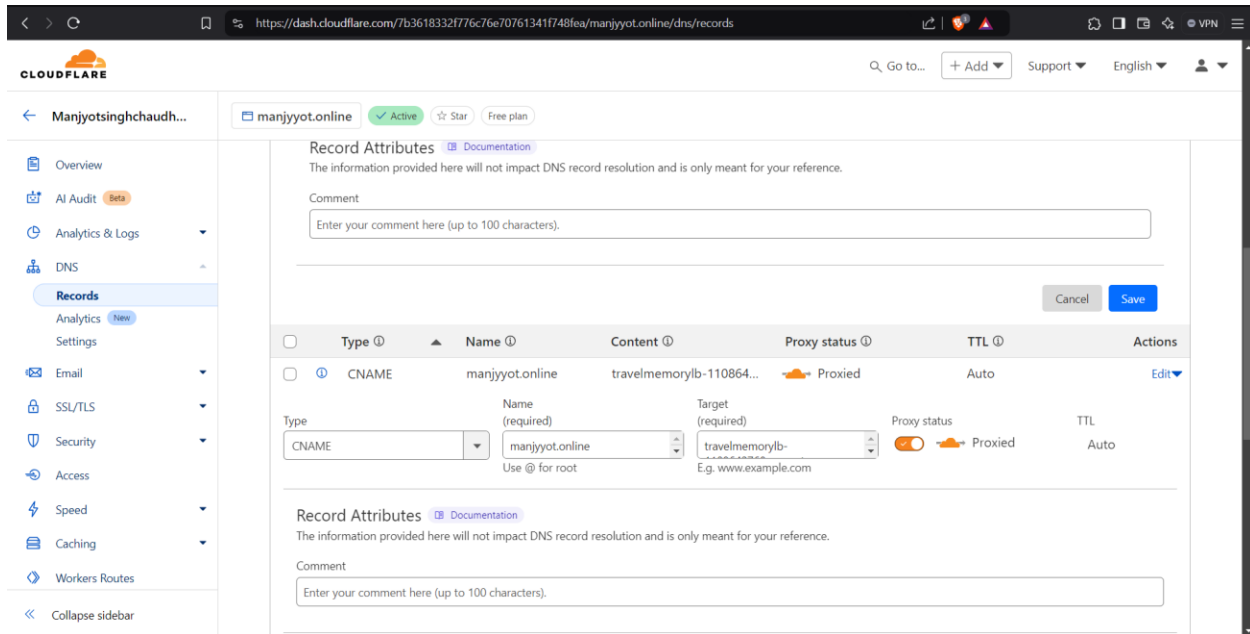 https://dash.cloudflare.com/7b3618332f776c76e70761341f748fea/manjyyot.online/dns/records
VPN
CLOUDFLARE
Go to... + Add Support English
Manjyotsinghchaudh... manjyyot.online Active Star Free plan
Overview
AI Audit Beta
Analytics & Logs
DNS
Records
Analytics New
Settings
Email
SSL/TLS
Security
Access
Speed
Caching
Workers Routes
Collapse sidebar
Record Attributes Documentation
The information provided here will not impact DNS record resolution and is only meant for your reference.
Comment
Enter your comment here (up to 100 characters).
Cancel Save
Type Name Content Proxy status TTL Actions
CNAME manjyyot.online travelmemorylb-110864... Proxied Auto Edit
Type Name (required) Target (required) Proxy status TTL
CNAME manjyyot.online travelmemorylb- Proxied Auto
Use @ for root E.g. www.example.com
Record Attributes Documentation
The information provided here will not impact DNS record resolution and is only meant for your reference.
Comment
Enter your comment here (up to 100 characters).